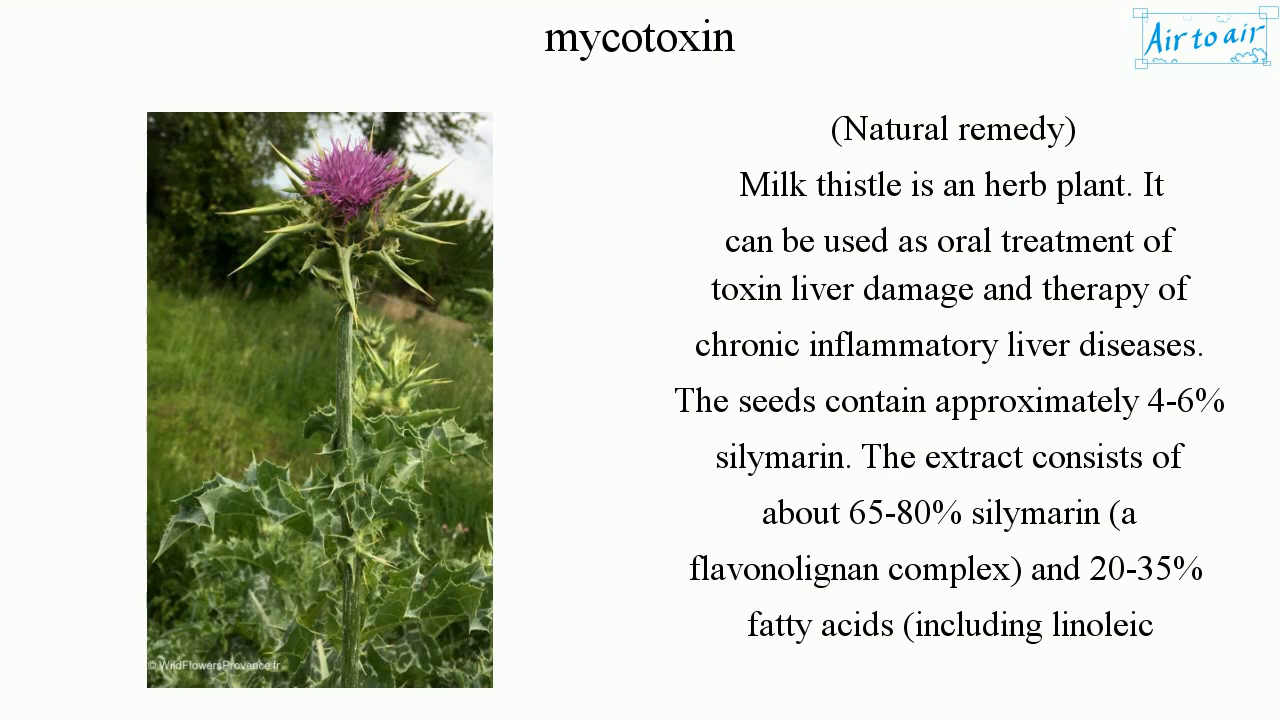 mycotoxin
Air to air
(Natural remedy)
Milk thistle is an herb plant. It
can be used as oral treatment of
toxin liver damage and therapy of
chronic inflammatory liver diseases.
The seeds contain approximately 4-6%
silymarin. The extract consists of
about 65-80% silymarin (a
flavonolignan complex) and 20-35%
fatty acids (including linoleic
© WildFlowersProvence.fr